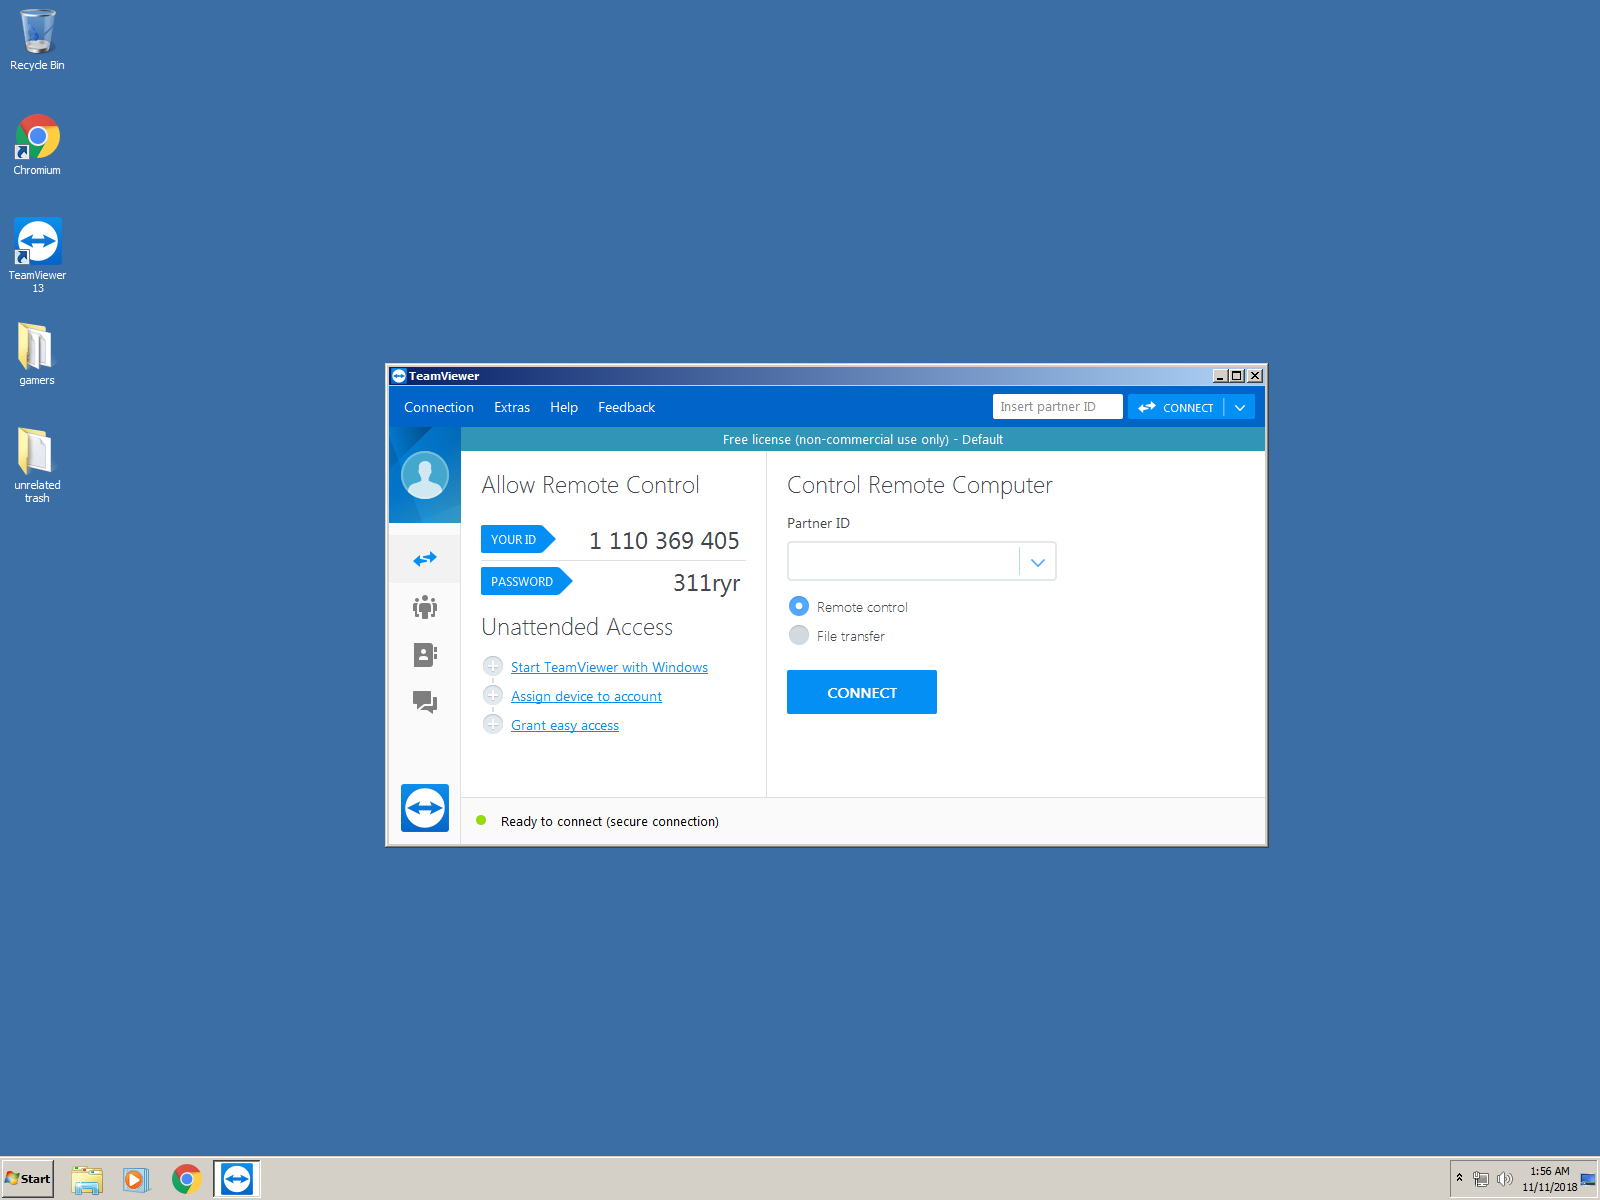 Recycle Bin
Chromium
TeamViewer
13
gamers
unrelated
trash
TeamViewer
Connection Extras Help Feedback
Insert partner ID
CONNECT
Free license (non-commercial use only) - Default
Allow Remote Control
YOUR ID 1 110 369 405
PASSWORD 311ryr
Unattended Access
Start TeamViewer with Windows
Assign device to account
Grant easy access
Control Remote Computer
Partner ID
Remote control
File transfer
CONNECT
Ready to connect (secure connection)
Start
1:56 AM
11/11/2018